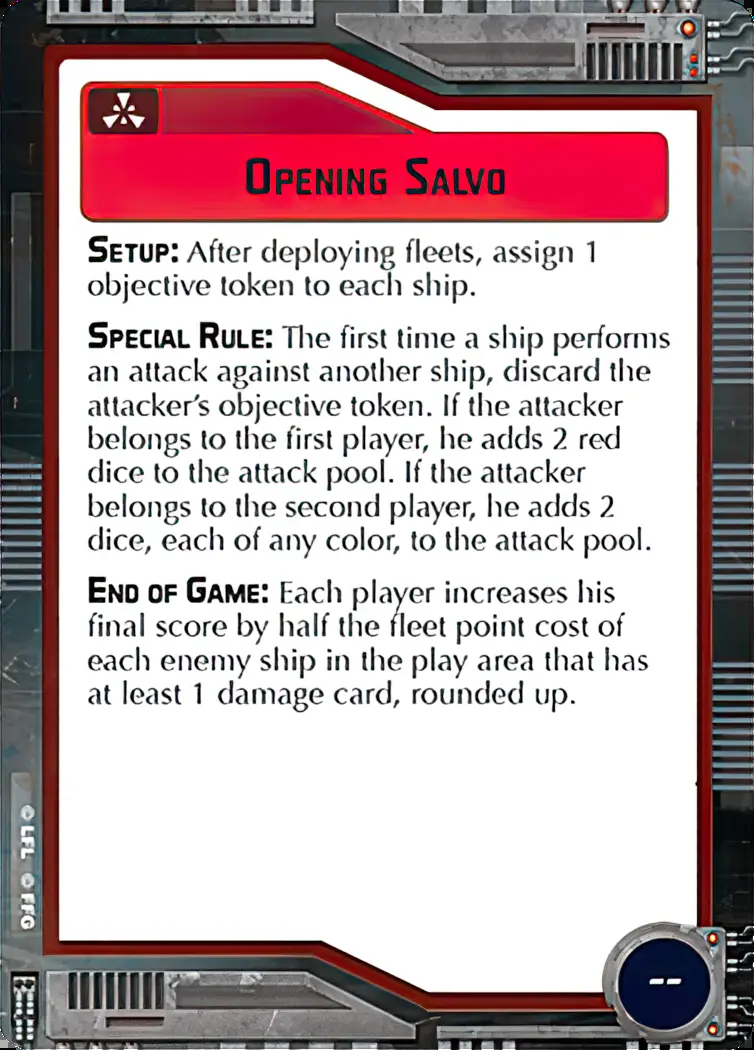 OPENING SALVO
SETUP: After deploying fleets, assign 1
objective token to each ship.
SPECIAL RULE: The first time a ship performs
an attack against another ship, discard the
attacker's objective token. If the attacker
belongs to the first player, he adds 2 red
dice to the attack pool. If the attacker
belongs to the second player, he adds 2
dice, each of any color, to the attack pool.
END OF GAME: Each player increases his
final score by half the fleet point cost of
each enemy ship in the play area that has
at least 1 damage card, rounded up.
© LFL © FFG
--